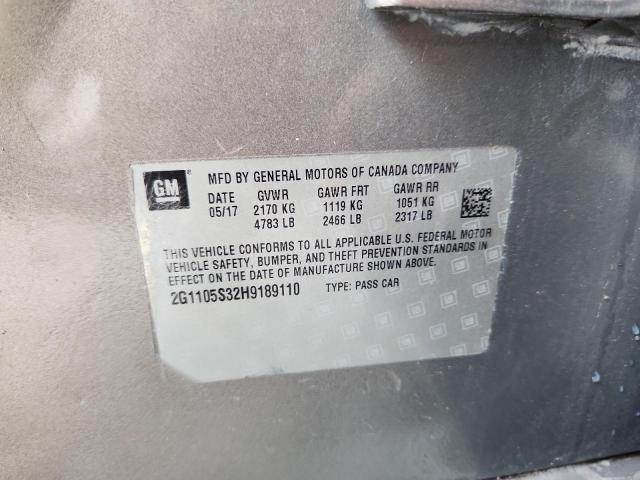 GM
MFD BY GENERAL MOTORS OF CANADA COMPANY
DATE GVWR GAWR FRT GAWR RR
05/17 2170 KG 1119 KG 1051 KG
4783 LB 2466 LB 2317 LB
THIS VEHICLE CONFORMS TO ALL APPLICABLE U.S. FEDERAL MOTOR
VEHICLE SAFETY, BUMPER, AND THEFT PREVENTION STANDARDS IN
EFFECT ON THE DATE OF MANUFACTURE SHOWN ABOVE.
2G1105S32H9189110 TYPE: PASS CAR